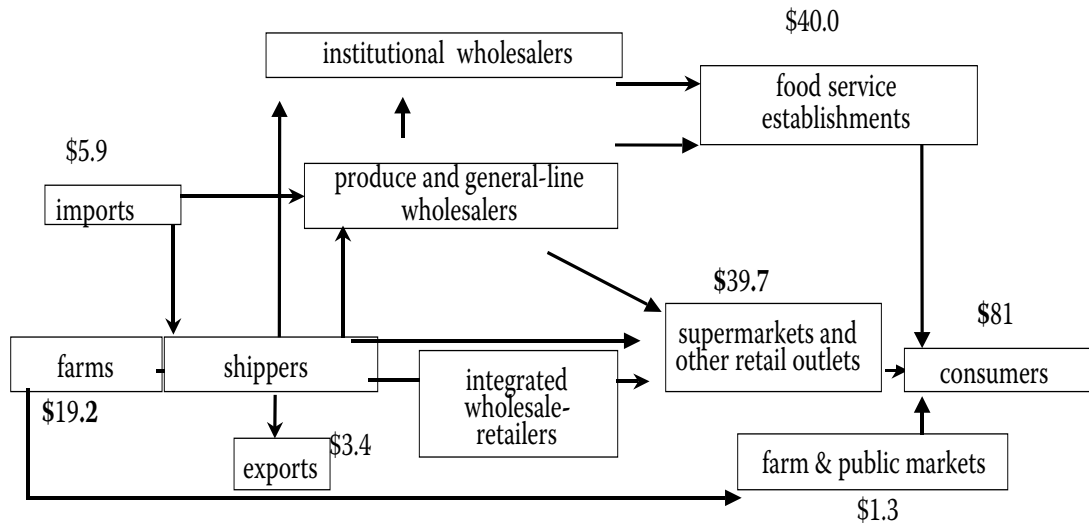 $40.0
institutional wholesalers
food service
establishments
$5.9
produce and general-line
wholesalers
imports
$39.7
$81
supermarkets and
other retail outlets
farms
shippers
consumers
integrated
wholesale-
retailers
$19.2
$3.4
exports
farm & public markets
$1.3